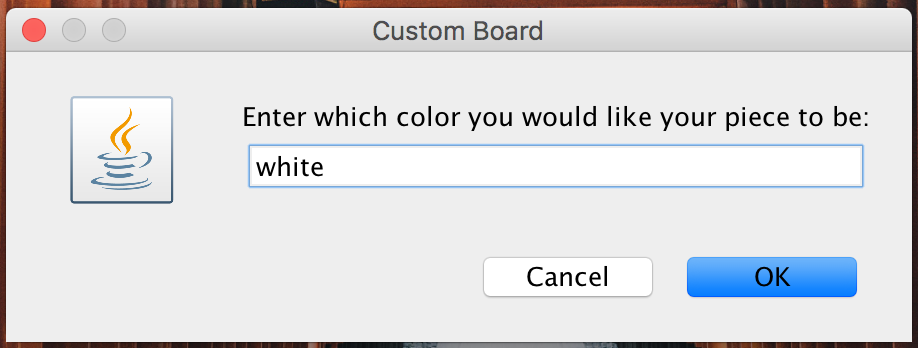 Custom Board
Enter which color you would like your piece to be:
white
Cancel
OK